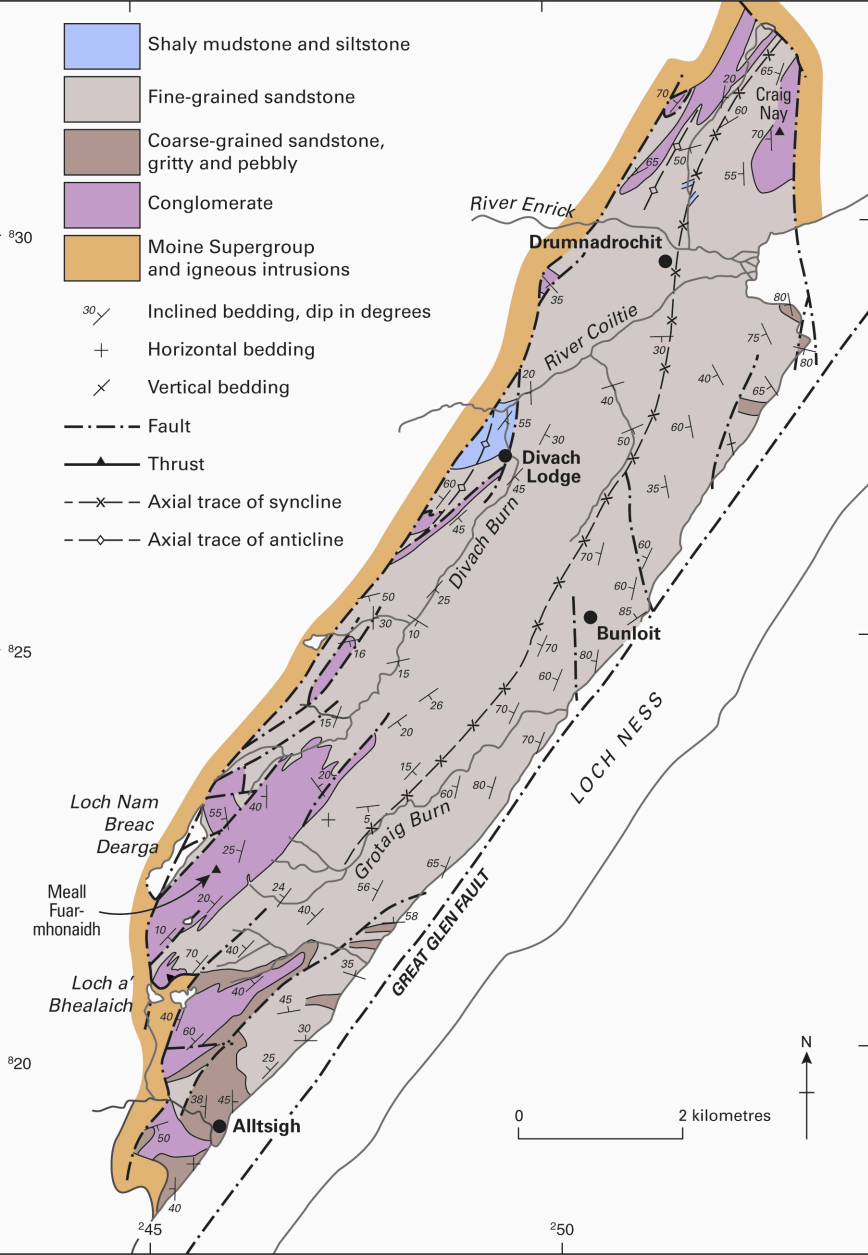 Shaly mudstone and siltstone
Fine-grained sandstone
Coarse-grained sandstone,
gritty and pebbly
Conglomerate
Moine Supergroup
and igneous intrusions
30 Inclined bedding, dip in degrees
Horizontal bedding
Vertical bedding
Fault
Thrust
Axial trace of syncline
Axial trace of anticline
20
65
70
Craig
Nay
60
70
65
50
55
River Enrick
⁸30
Drumnadrochit
35
80
River Coiltie
75
30
80
20
40
65
40
55
30
50
60
Divach
Lodge
60
45
35
45
Divach Burn
70
60
50
25
60
30
10
85
Bunloit
⁸25
16
70
80
15
60
26
70
15
20
70
LOCH NESS
20
15
Loch Nam
Breac
Dearga
40
60
80
55
5
Grotaig Burn
25
65
Meall
Fuar-
mhonaidh
24
56
20
40
58
10
40
GREAT GLEN FAULT
70
35
Loch a'
Bhealaich
40
45
40
60
30
N
⁸20
25
38
45
0
2 kilometres
Alltsigh
50
40
²45
²50